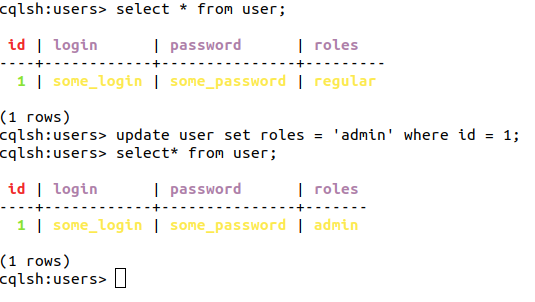 cqlsh:users> select * from user;
 id | login      | password      | roles
----+------------+---------------+---------
  1 | some_login | some_password | regular
(1 rows)
cqlsh:users> update user set roles = 'admin' where id = 1;
cqlsh:users> select* from user;
 id | login      | password      | roles
----+------------+---------------+-------
  1 | some_login | some_password | admin
(1 rows)
cqlsh:users>